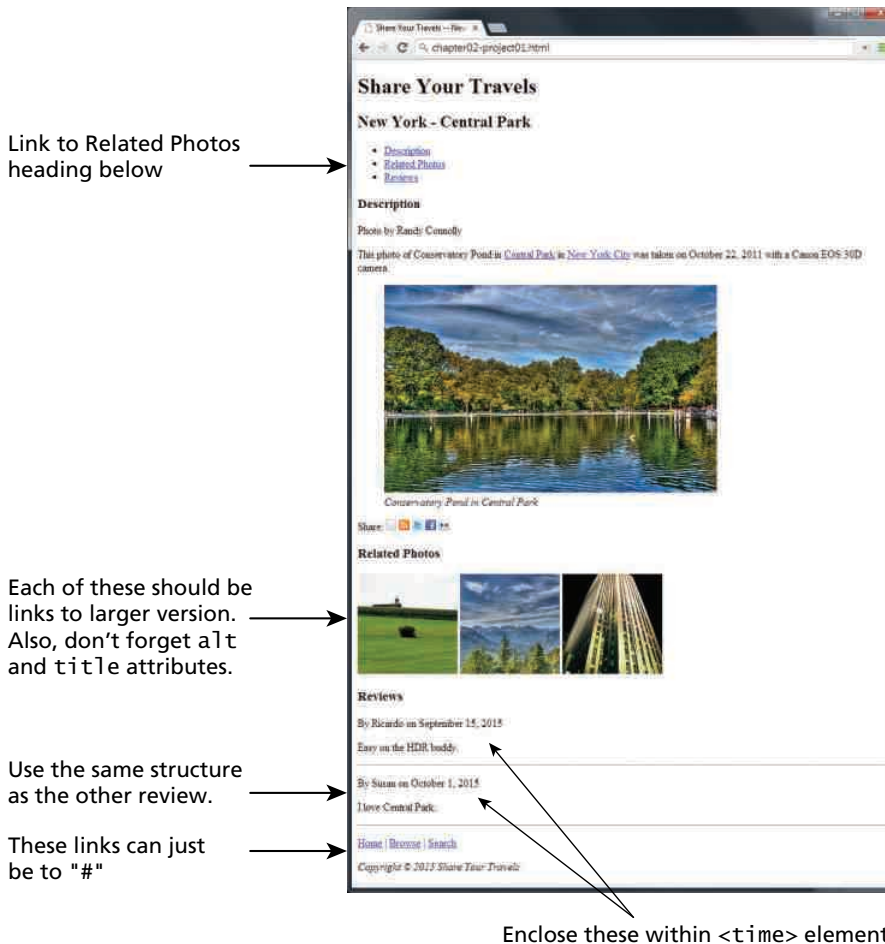 Share Your Travels -- New
chapter02-project01.html
Share Your Travels
New York - Central Park
Link to Related Photos
heading below
• Description
• Related Photos
• Reviews
Description
Photo by Randy Connolly
This photo of Conservatory Pond in Central Park in New York City was taken on October 22, 2011 with a Canon EOS 30D
camera.
Conservatory Pond in Central Park
Share:
Related Photos
Each of these should be
links to larger version.
Also, don't forget alt
and title attributes.
Reviews
By Ricardo on September 15, 2015
Easy on the HDR buddy.
Use the same structure
as the other review.
By Susan on October 1, 2015
I love Central Park.
These links can just
be to "#"
Home | Browse | Search
Copyright © 2015 Share Your Travels
Enclose these within <time> element